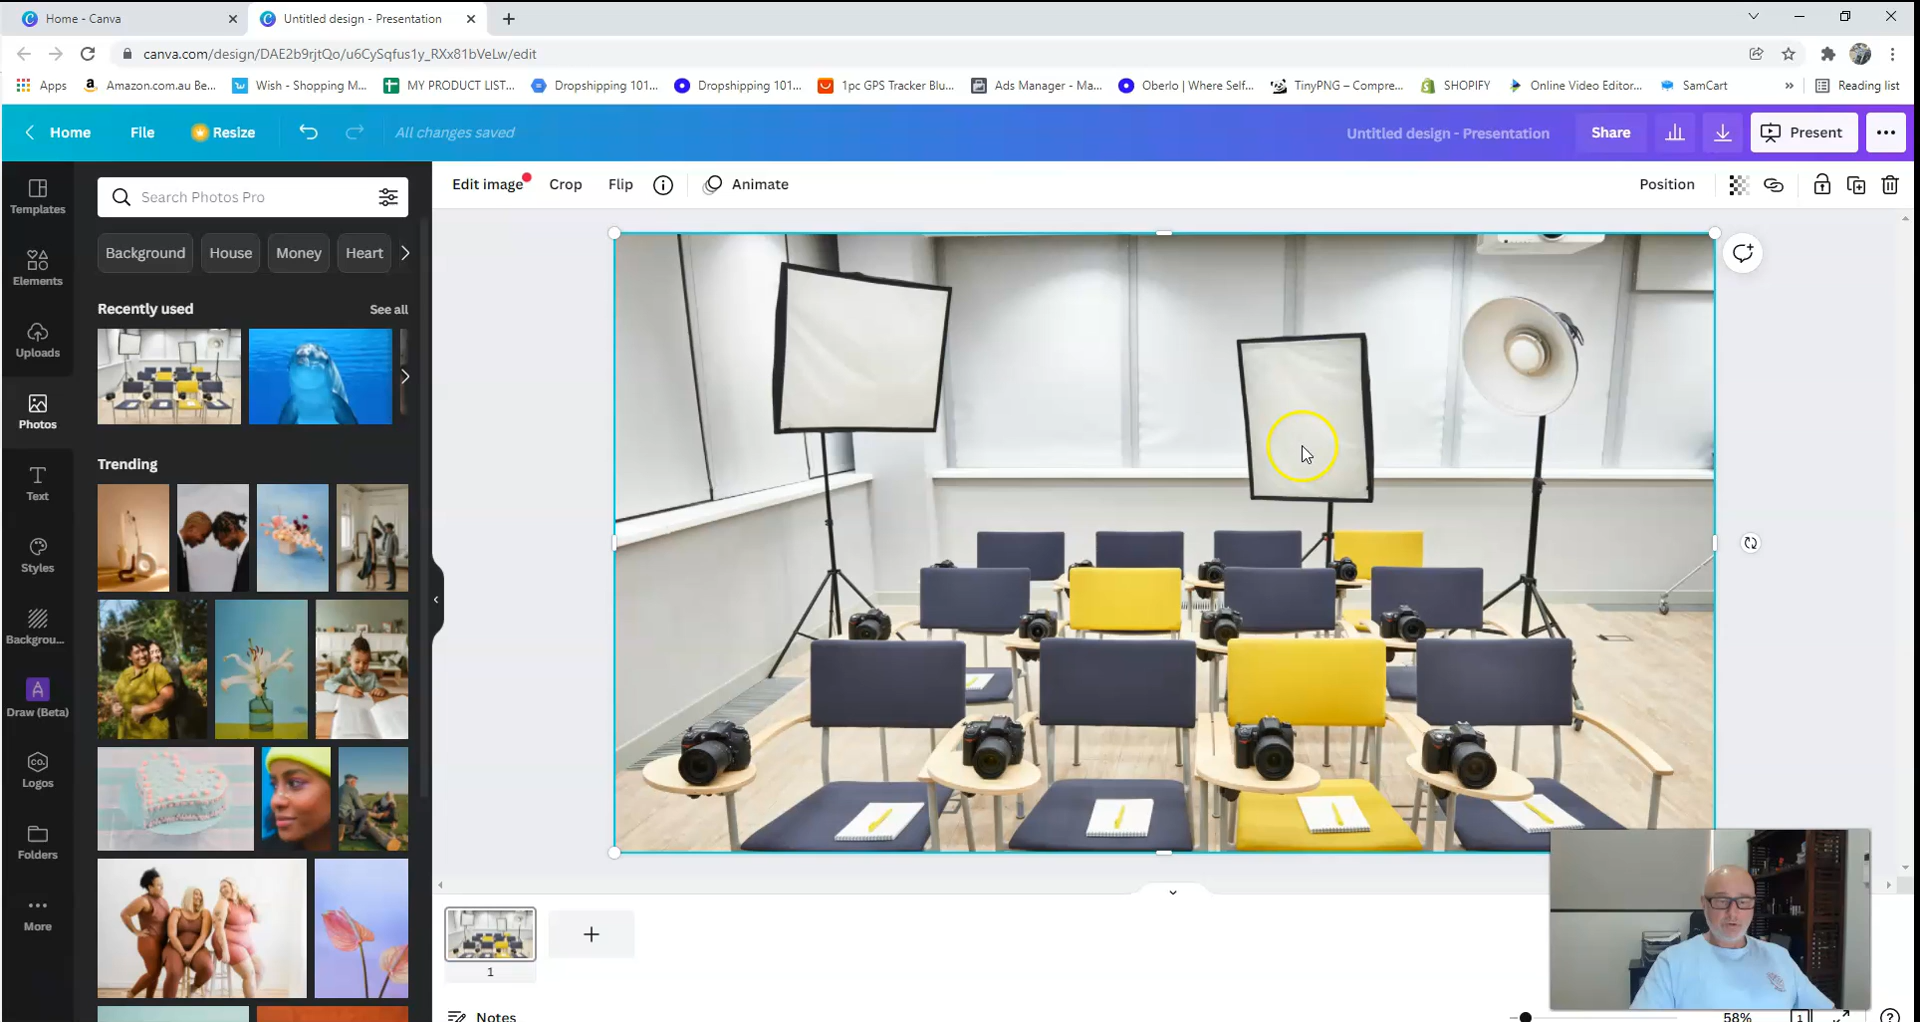 Home - Canva
Untitled design - Presentation
canva.com/design/DAE2b9rjtQo/u6CySqfus1y_RXx81bVeLw/edit
Apps
Amazon.com.au Be...
Wish - Shopping M...
MY PRODUCT LIST...
Dropshipping 101...
Dropshipping 101...
1pc GPS Tracker Blu...
Ads Manager - Ma...
Oberlo | Where Self...
TinyPNG – Compre...
SHOPIFY
Online Video Editor...
SamCart
»
Reading list
Home
File
Resize
All changes saved
Untitled design - Presentation
Share
Present
Templates
Elements
Uploads
Photos
Text
Styles
Backgrou...
Draw (Beta)
CO.
Logos
Folders
More
Search Photos Pro
Background
House
Money
Heart
Recently used
See all
Trending
Edit image
Crop
Flip
Animate
Position
1
Notes
58%
1